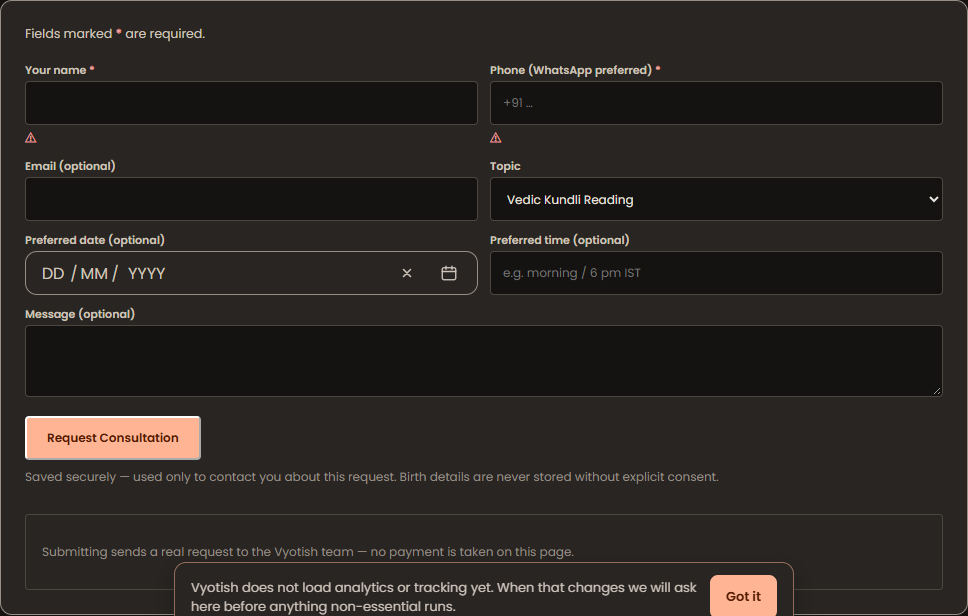 Fields marked * are required.
Your name *
Phone (WhatsApp preferred) *
+91 …
Email (optional)
Topic
Vedic Kundli Reading
Preferred date (optional)
Preferred time (optional)
DD / MM / YYYY
e.g. morning / 6 pm IST
Message (optional)
Request Consultation
Saved securely — used only to contact you about this request. Birth details are never stored without explicit consent.
Submitting sends a real request to the Vyotish team — no payment is taken on this page.
Vyotish does not load analytics or tracking yet. When that changes we will ask
here before anything non-essential runs.
Got it